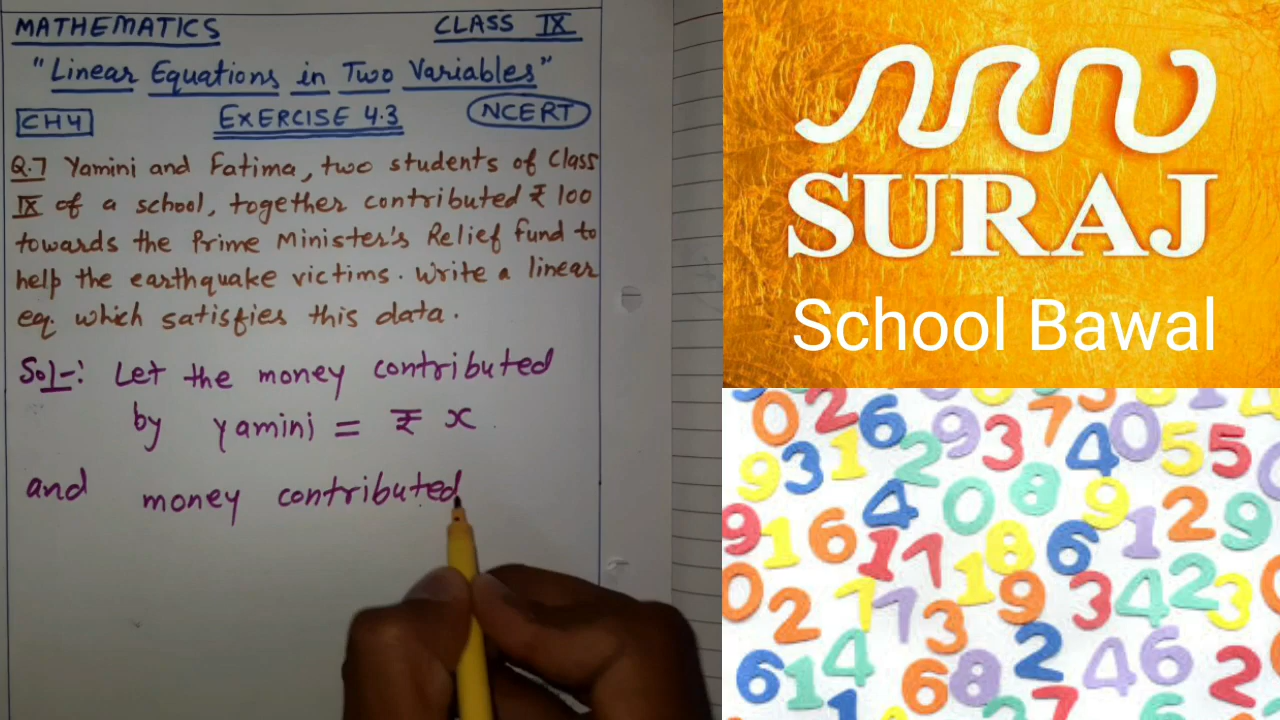 MATHEMATICS CLASS IX
"Linear Equations in Two Variables"
CH4 EXERCISE 4.3 NCERT
Q.7 Yamini and Fatima, two students of Class
IX of a school, together contributed ₹ 100
towards the Prime Minister's Relief fund to
help the earthquake victims. Write a linear
eq. which satisfies this data.
Sol-: Let the money contributed
by Yamini = ₹ x
and money contributed
SURAJ
School Bawal